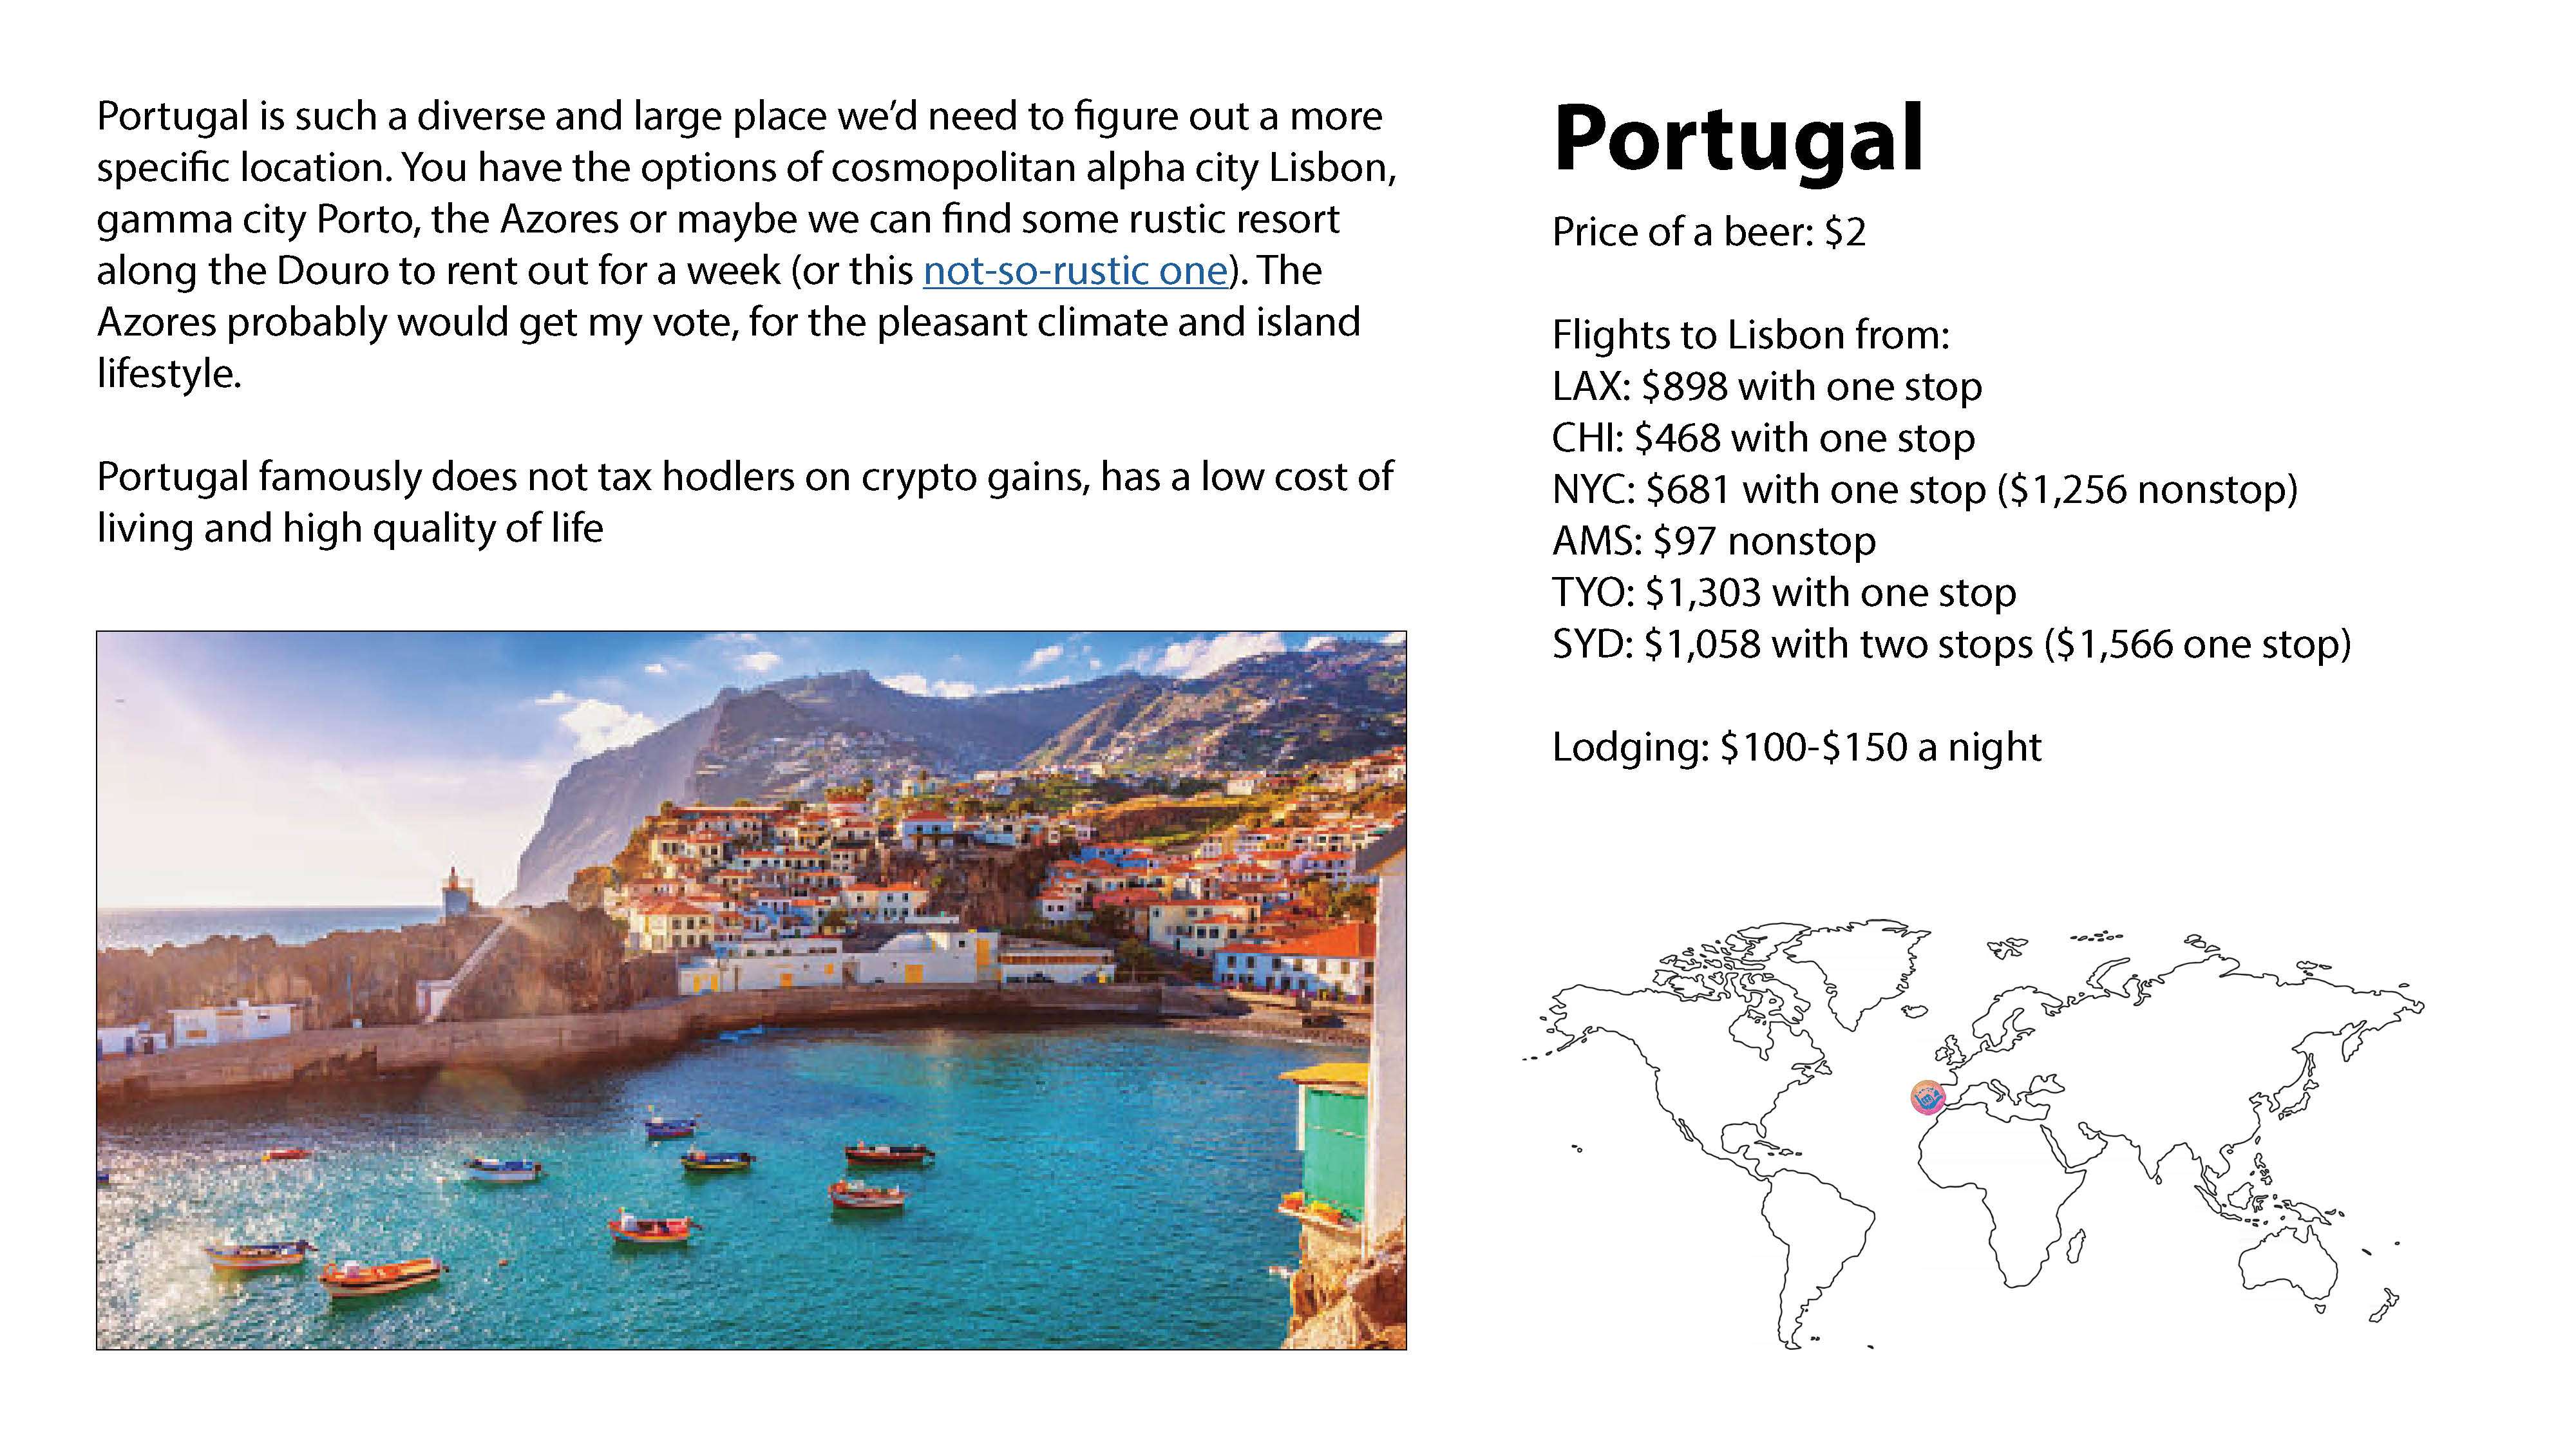 Portugal is such a diverse and large place we’d need to figure out a more
specific location. You have the options of cosmopolitan alpha city Lisbon,
gamma city Porto, the Azores or maybe we can find some rustic resort
along the Douro to rent out for a week (or this not-so-rustic one). The
Azores probably would get my vote, for the pleasant climate and island
lifestyle.
Portugal famously does not tax hodlers on crypto gains, has a low cost of
living and high quality of life
Portugal
Price of a beer: $2
Flights to Lisbon from:
LAX: $898 with one stop
CHI: $468 with one stop
NYC: $681 with one stop ($1,256 nonstop)
AMS: $97 nonstop
TYO: $1,303 with one stop
SYD: $1,058 with two stops ($1,566 one stop)
Lodging: $100-$150 a night